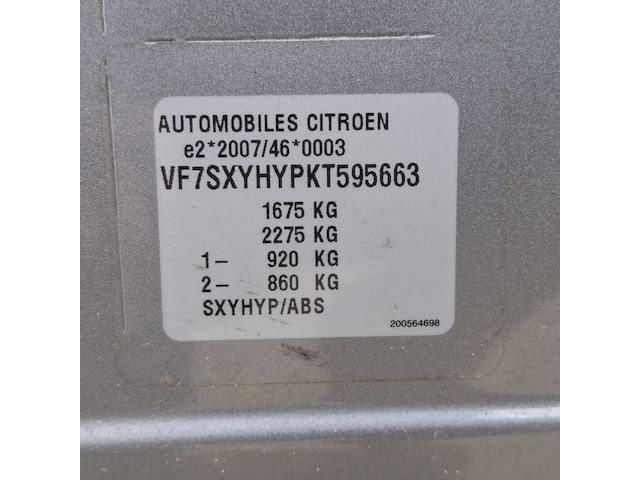 AUTOMOBILES CITROEN
e2*2007/46*0003
VF7SXYHYPKT595663
1675 KG
2275 KG
1- 920 KG
2- 860 KG
SXYHYP/ABS
200564698